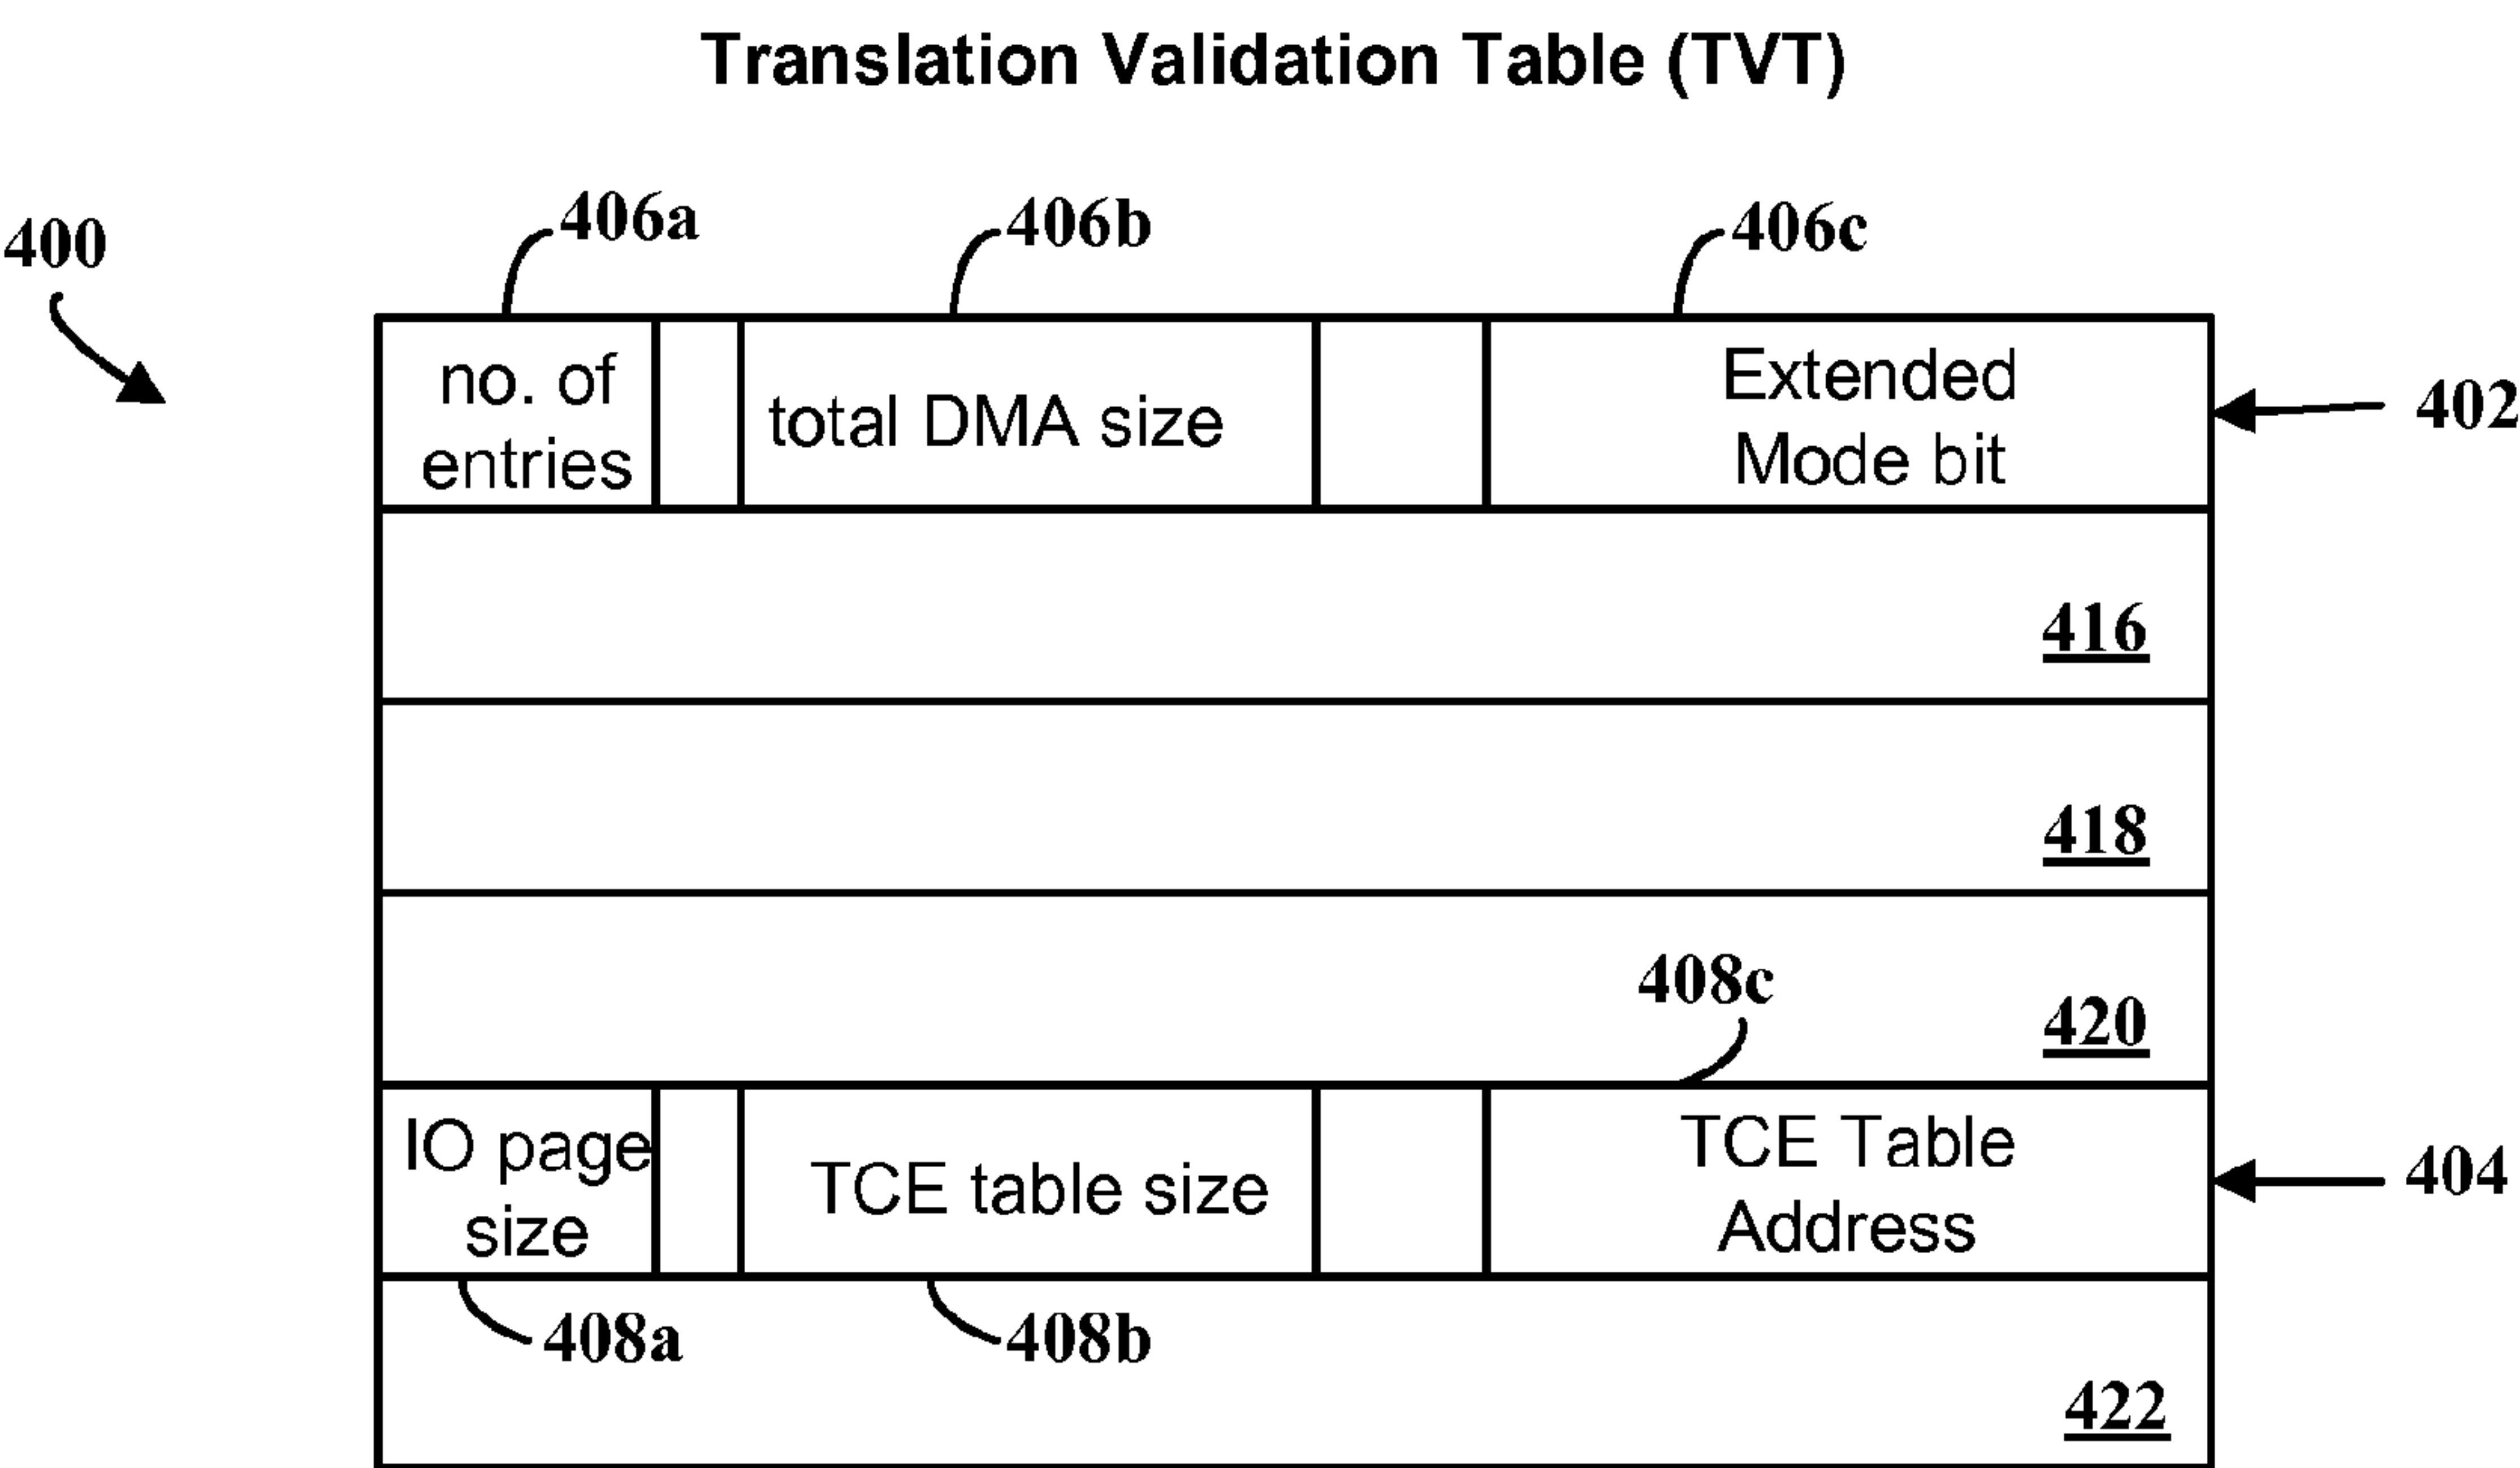 Translation Validation Table (TVT)
400
406a
406b
406c
no. of
entries
total DMA size
Extended
Mode bit
402
416
418
420
408c
IO page
size
TCE table size
TCE Table
Address
404
408a
408b
422